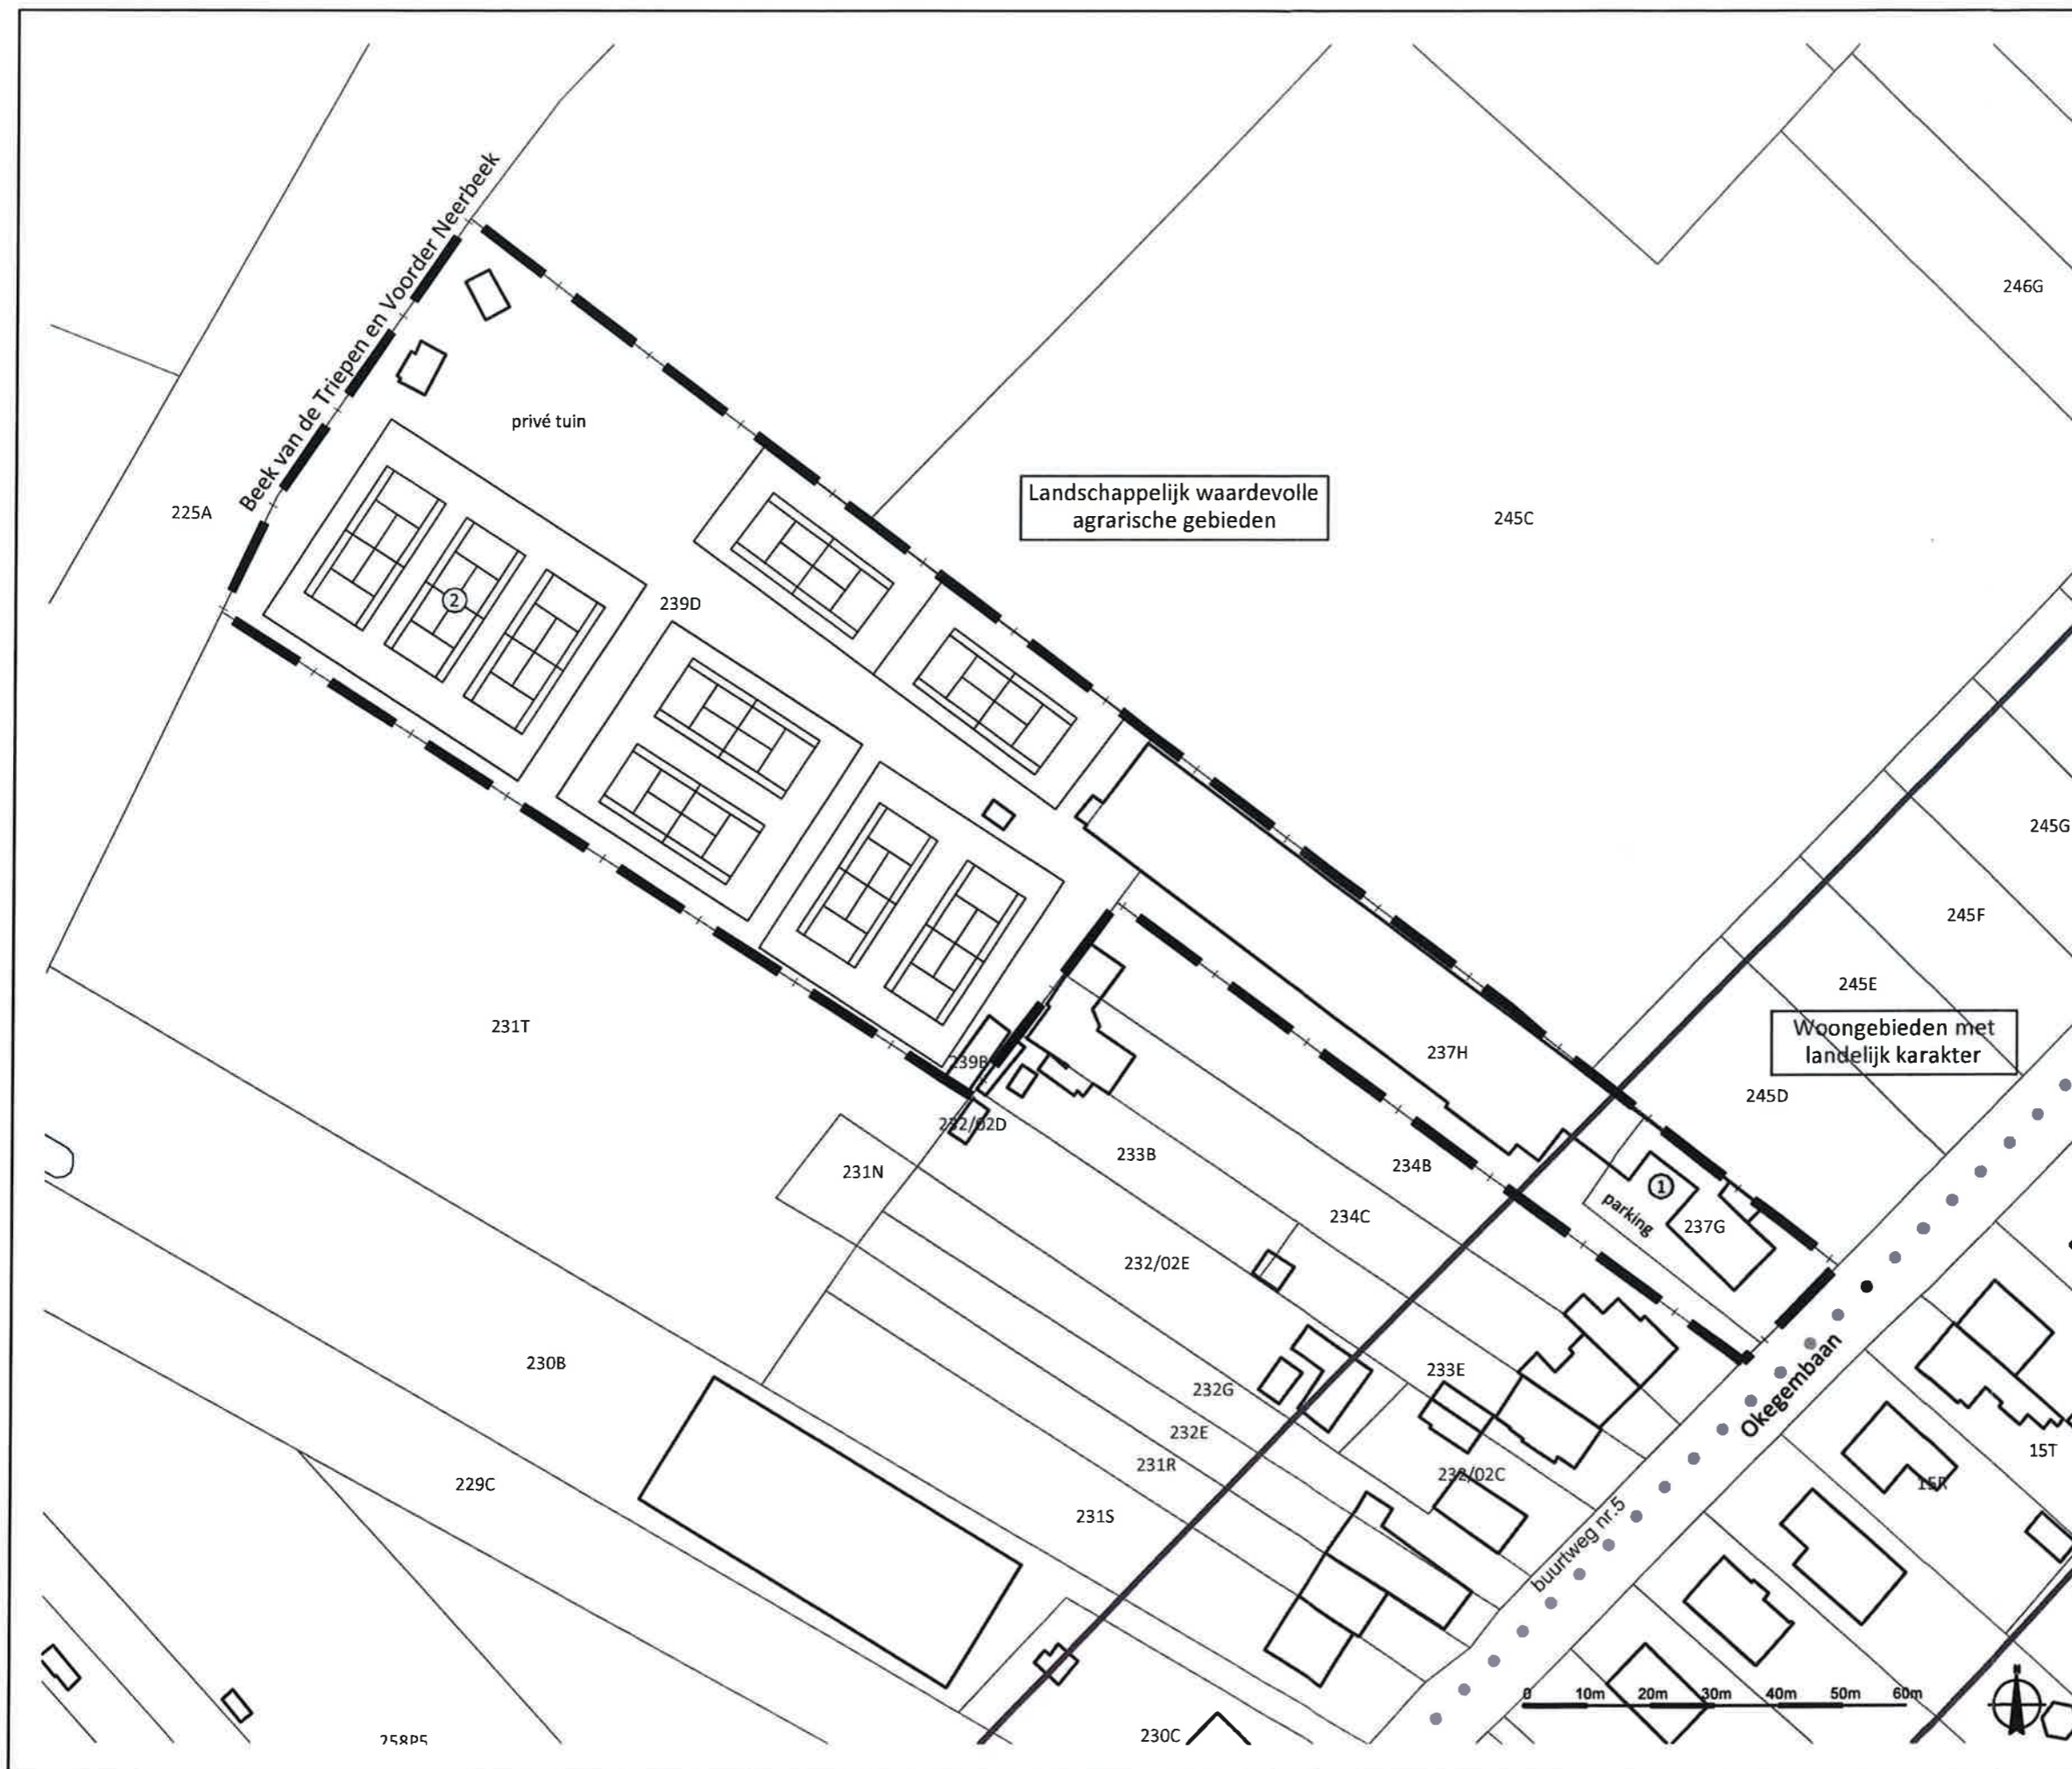 Beek van de Triepen en Voorder Neerbeek
246G
privé tuin
Landschappelijk waardevolle
agrarische gebieden
225A
245C
2
239D
245G
245F
245E
231T
Woongebieden met
landelijk karakter
237H
239B
245D
232/02D
233B
234B
231N
1
parking
237G
234C
232/02E
230B
233E
232G
Okegembaan
232E
15T
231R
232/02C
229C
15R
231S
buurtweg nr.5
N
0 10m 20m 30m 40m 50m 60m
230C
258P5